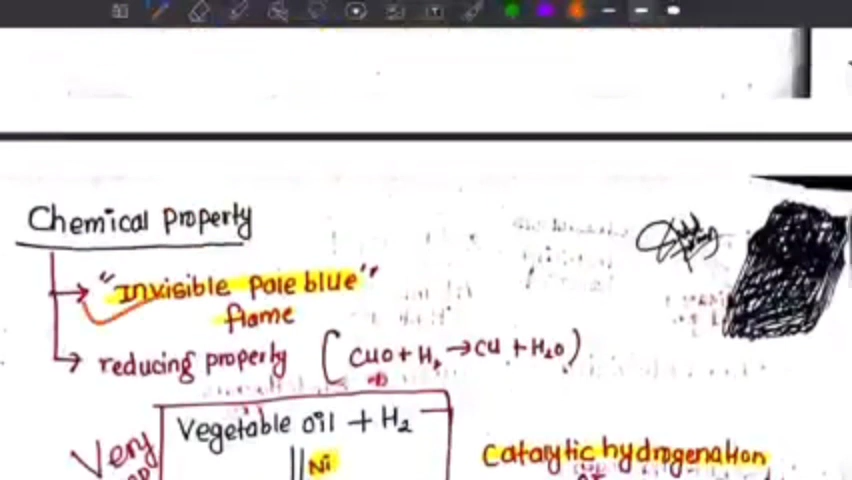 Chemical property
"Invisible pale blue"
flame
reducing property (CuO + H₂ → Cu + H₂O)
Vegetable oil + H₂
Very
Ni
Catalytic hydrogenation